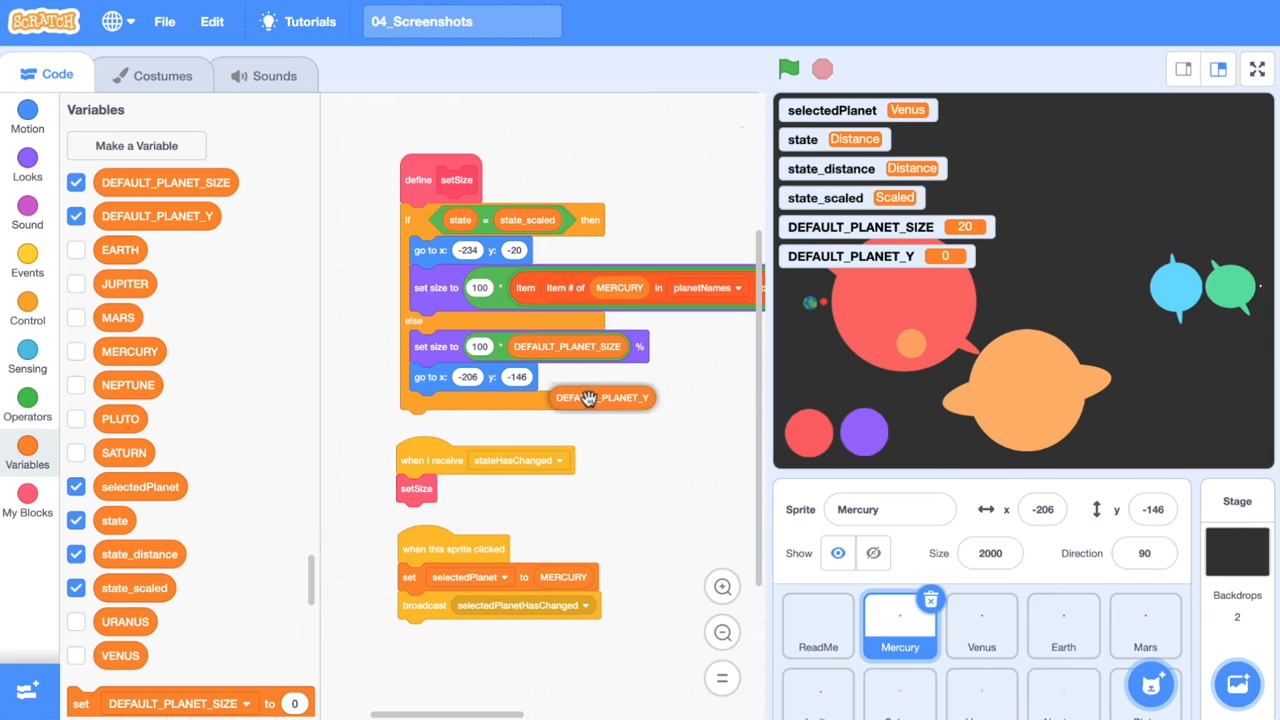 SCRATCH File Edit Tutorials 04_Screenshots
Code Costumes Sounds
Motion
Looks
Sound
Events
Control
Sensing
Operators
Variables
My Blocks
Variables
Make a Variable
DEFAULT_PLANET_SIZE
DEFAULT_PLANET_Y
EARTH
JUPITER
MARS
MERCURY
NEPTUNE
PLUTO
SATURN
selectedPlanet
state
state_distance
state_scaled
URANUS
VENUS
set DEFAULT_PLANET_SIZE to 0
define setSize
if state = state_scaled then
go to x: -234 y: -20
set size to 100 * item item # of MERCURY in planetNames
else
set size to 100 * DEFAULT_PLANET_SIZE %
go to x: -206 y: -146
_PLANET_Y
when I receive stateHasChanged
setSize
when this sprite clicked
set selectedPlanet to MERCURY
broadcast selectedPlanetHasChanged
selectedPlanet Venus
state Distance
state_distance Distance
state_scaled Scaled
DEFAULT_PLANET_SIZE 20
DEFAULT_PLANET_Y 0
Sprite Mercury x -206 y -146
Show Size 2000 Direction 90
ReadMe Mercury Venus Earth Mars
Stage
Backdrops
2